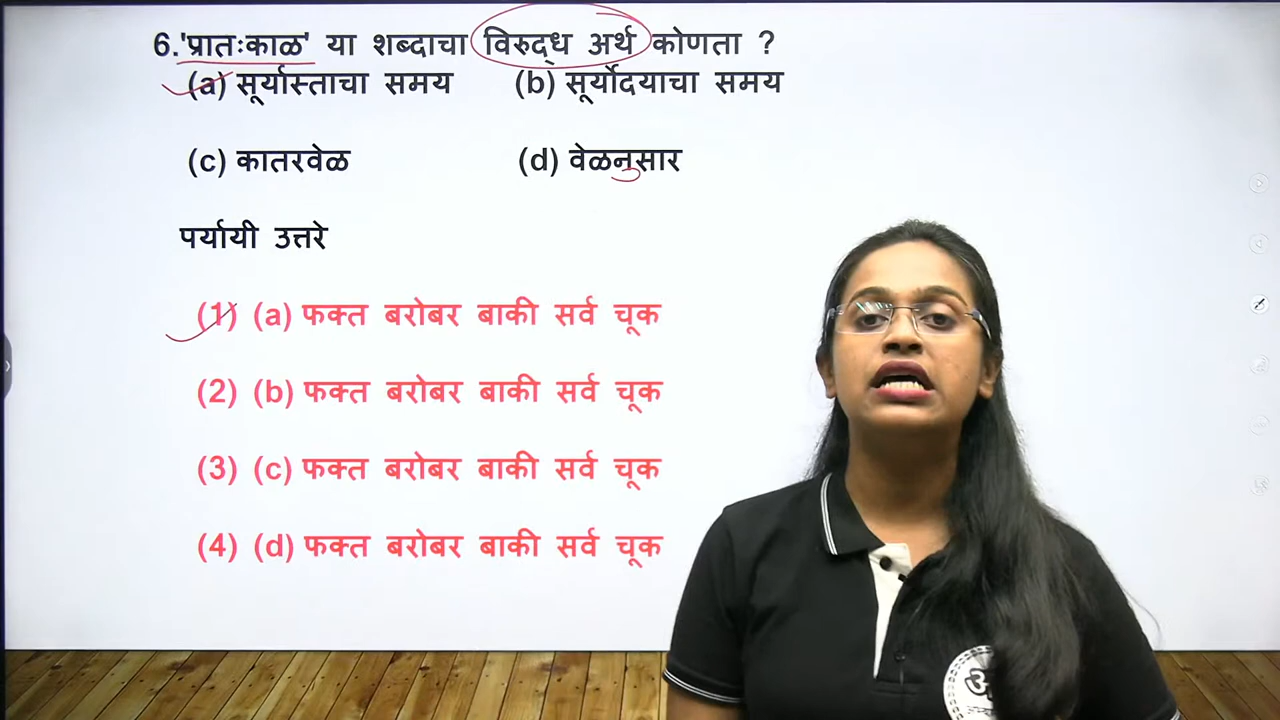 6.'प्रातःकाळ' या शब्दाचा विरुद्ध अर्थ कोणता ?
(a) सूर्यास्ताचा समय (b) सूर्योदयाचा समय
(c) कातरवेळ (d) वेळनुसार
पर्यायी उत्तरे
(1) (a) फक्त बरोबर बाकी सर्व चूक
(2) (b) फक्त बरोबर बाकी सर्व चूक
(3) (c) फक्त बरोबर बाकी सर्व चूक
(4) (d) फक्त बरोबर बाकी सर्व चूक